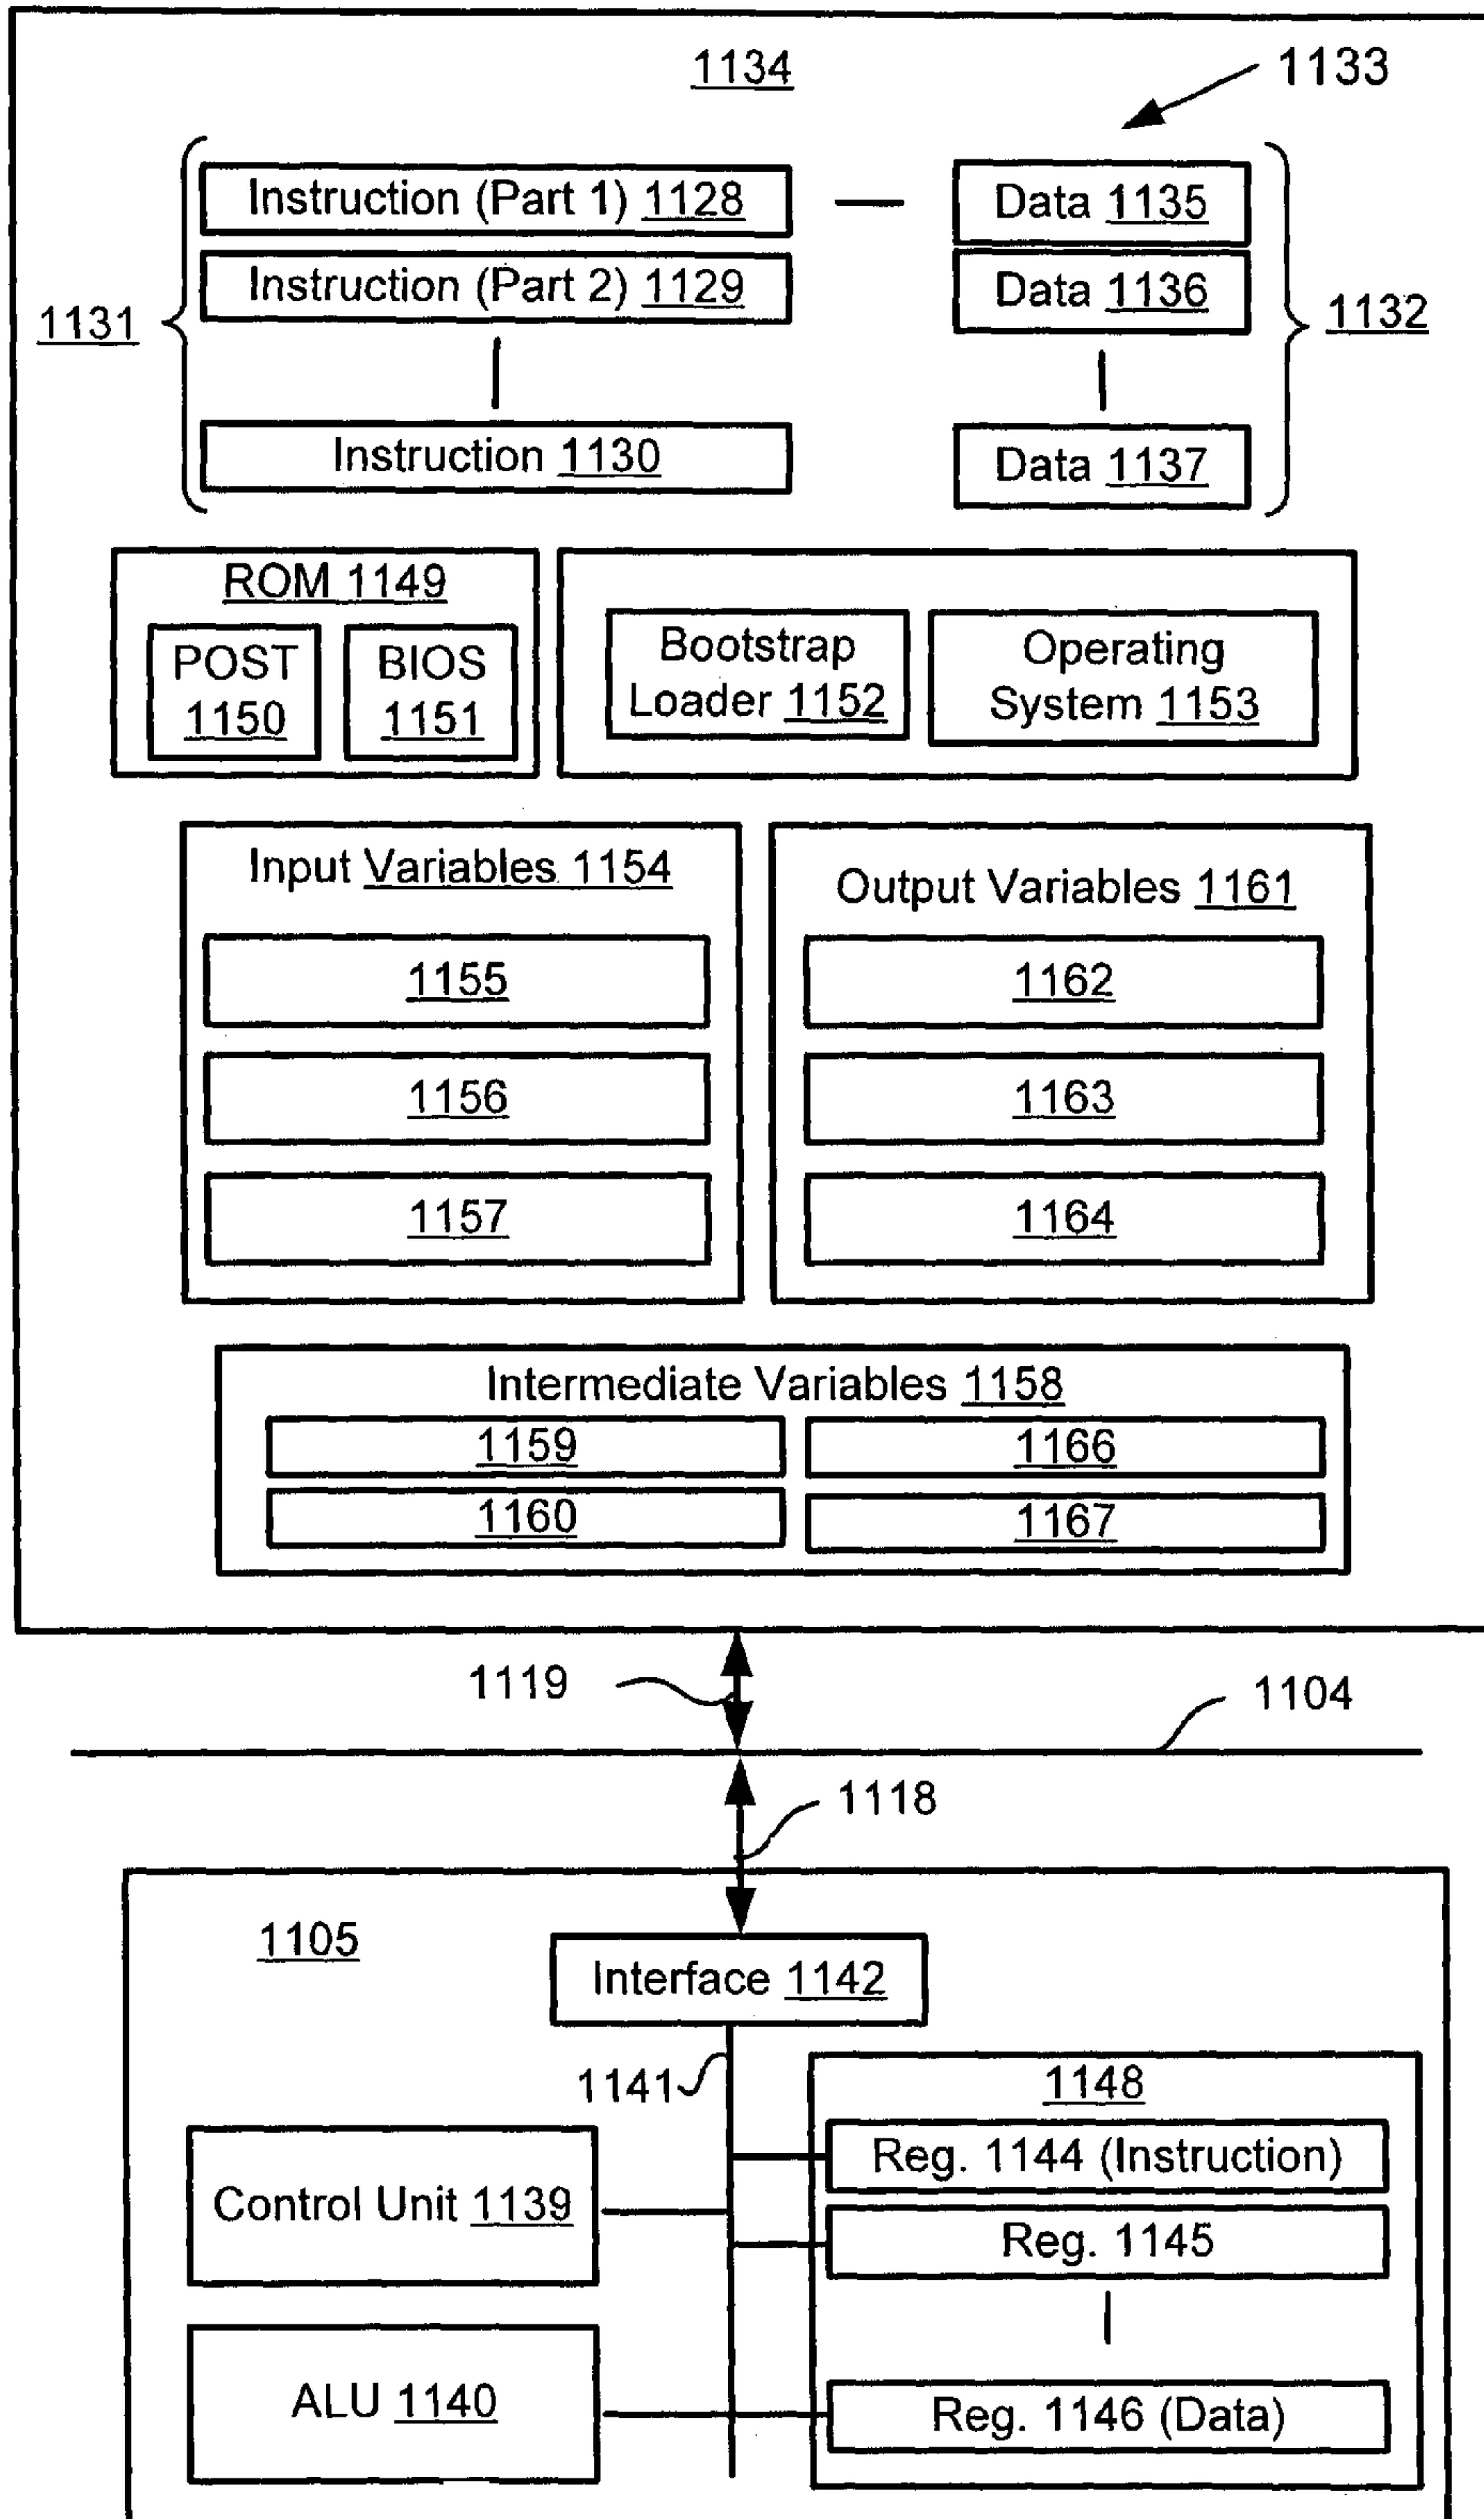 1134
1133
Instruction (Part 1) 1128
Data 1135
Instruction (Part 2) 1129
Data 1136
1131
1132
Instruction 1130
Data 1137
ROM 1149
POST
1150
BIOS
1151
Bootstrap
Loader 1152
Operating
System 1153
Input Variables 1154
1155
1156
1157
Output Variables 1161
1162
1163
1164
Intermediate Variables 1158
1159
1166
1160
1167
1119
1104
1118
1105
Interface 1142
1141
1148
Reg. 1144 (Instruction)
Control Unit 1139
Reg. 1145
ALU 1140
Reg. 1146 (Data)